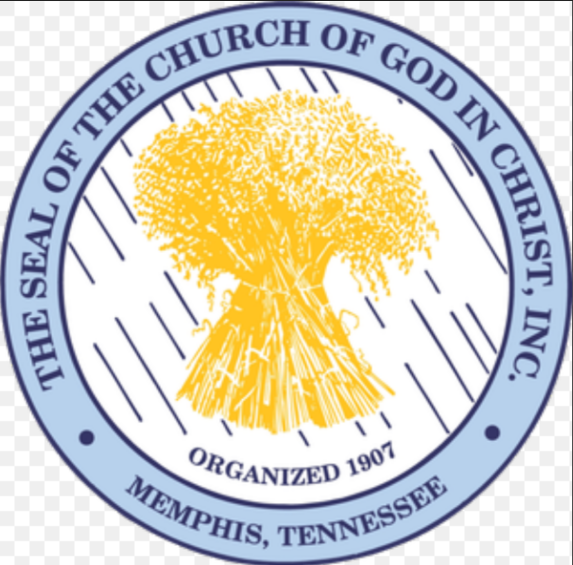 THE SEAL OF THE CHURCH OF GOD IN CHRIST, INC.
ORGANIZED 1907
MEMPHIS, TENNESSEE